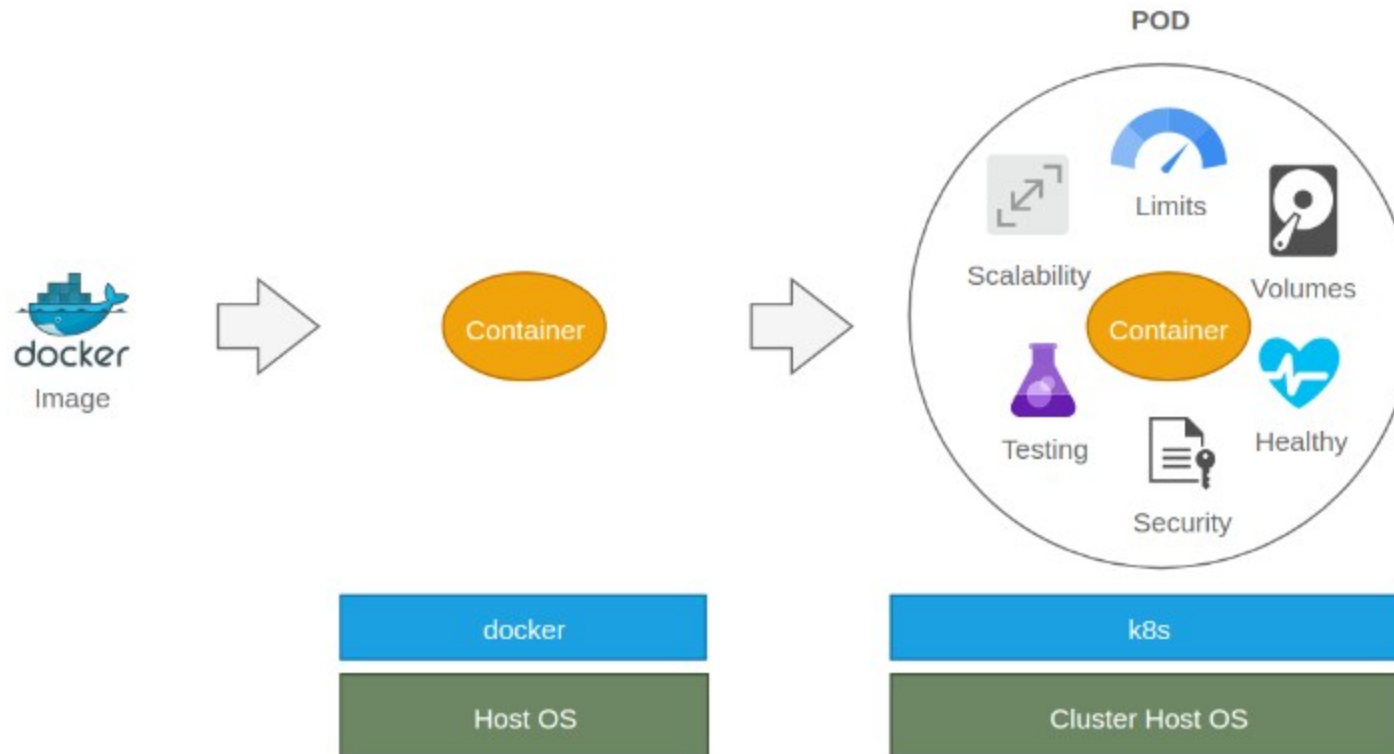 POD
Limits
Scalability
Volumes
docker
Image
Container
Container
Testing
Healthy
Security
docker
k8s
Host OS
Cluster Host OS